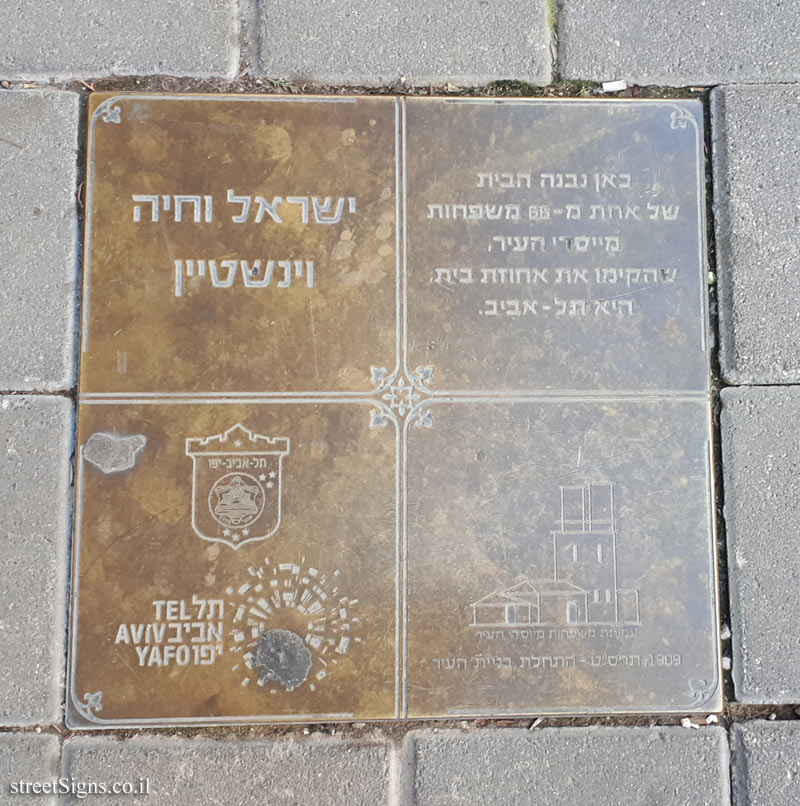 כאן נבנה הבית
של אחת מ-66 משפחות
מייסדי העיר,
שהקימו את אחוזת בית,
היא תל-אביב.
ישראל וחיה
וינשטיין
עמותת משפחות מיוסדי העיר
1909, תרס"ט - התחלת בניית העיר
תל-אביב-יפו
תל TEL
אביב AVIV
יפו YAFO
streetSigns.co.il